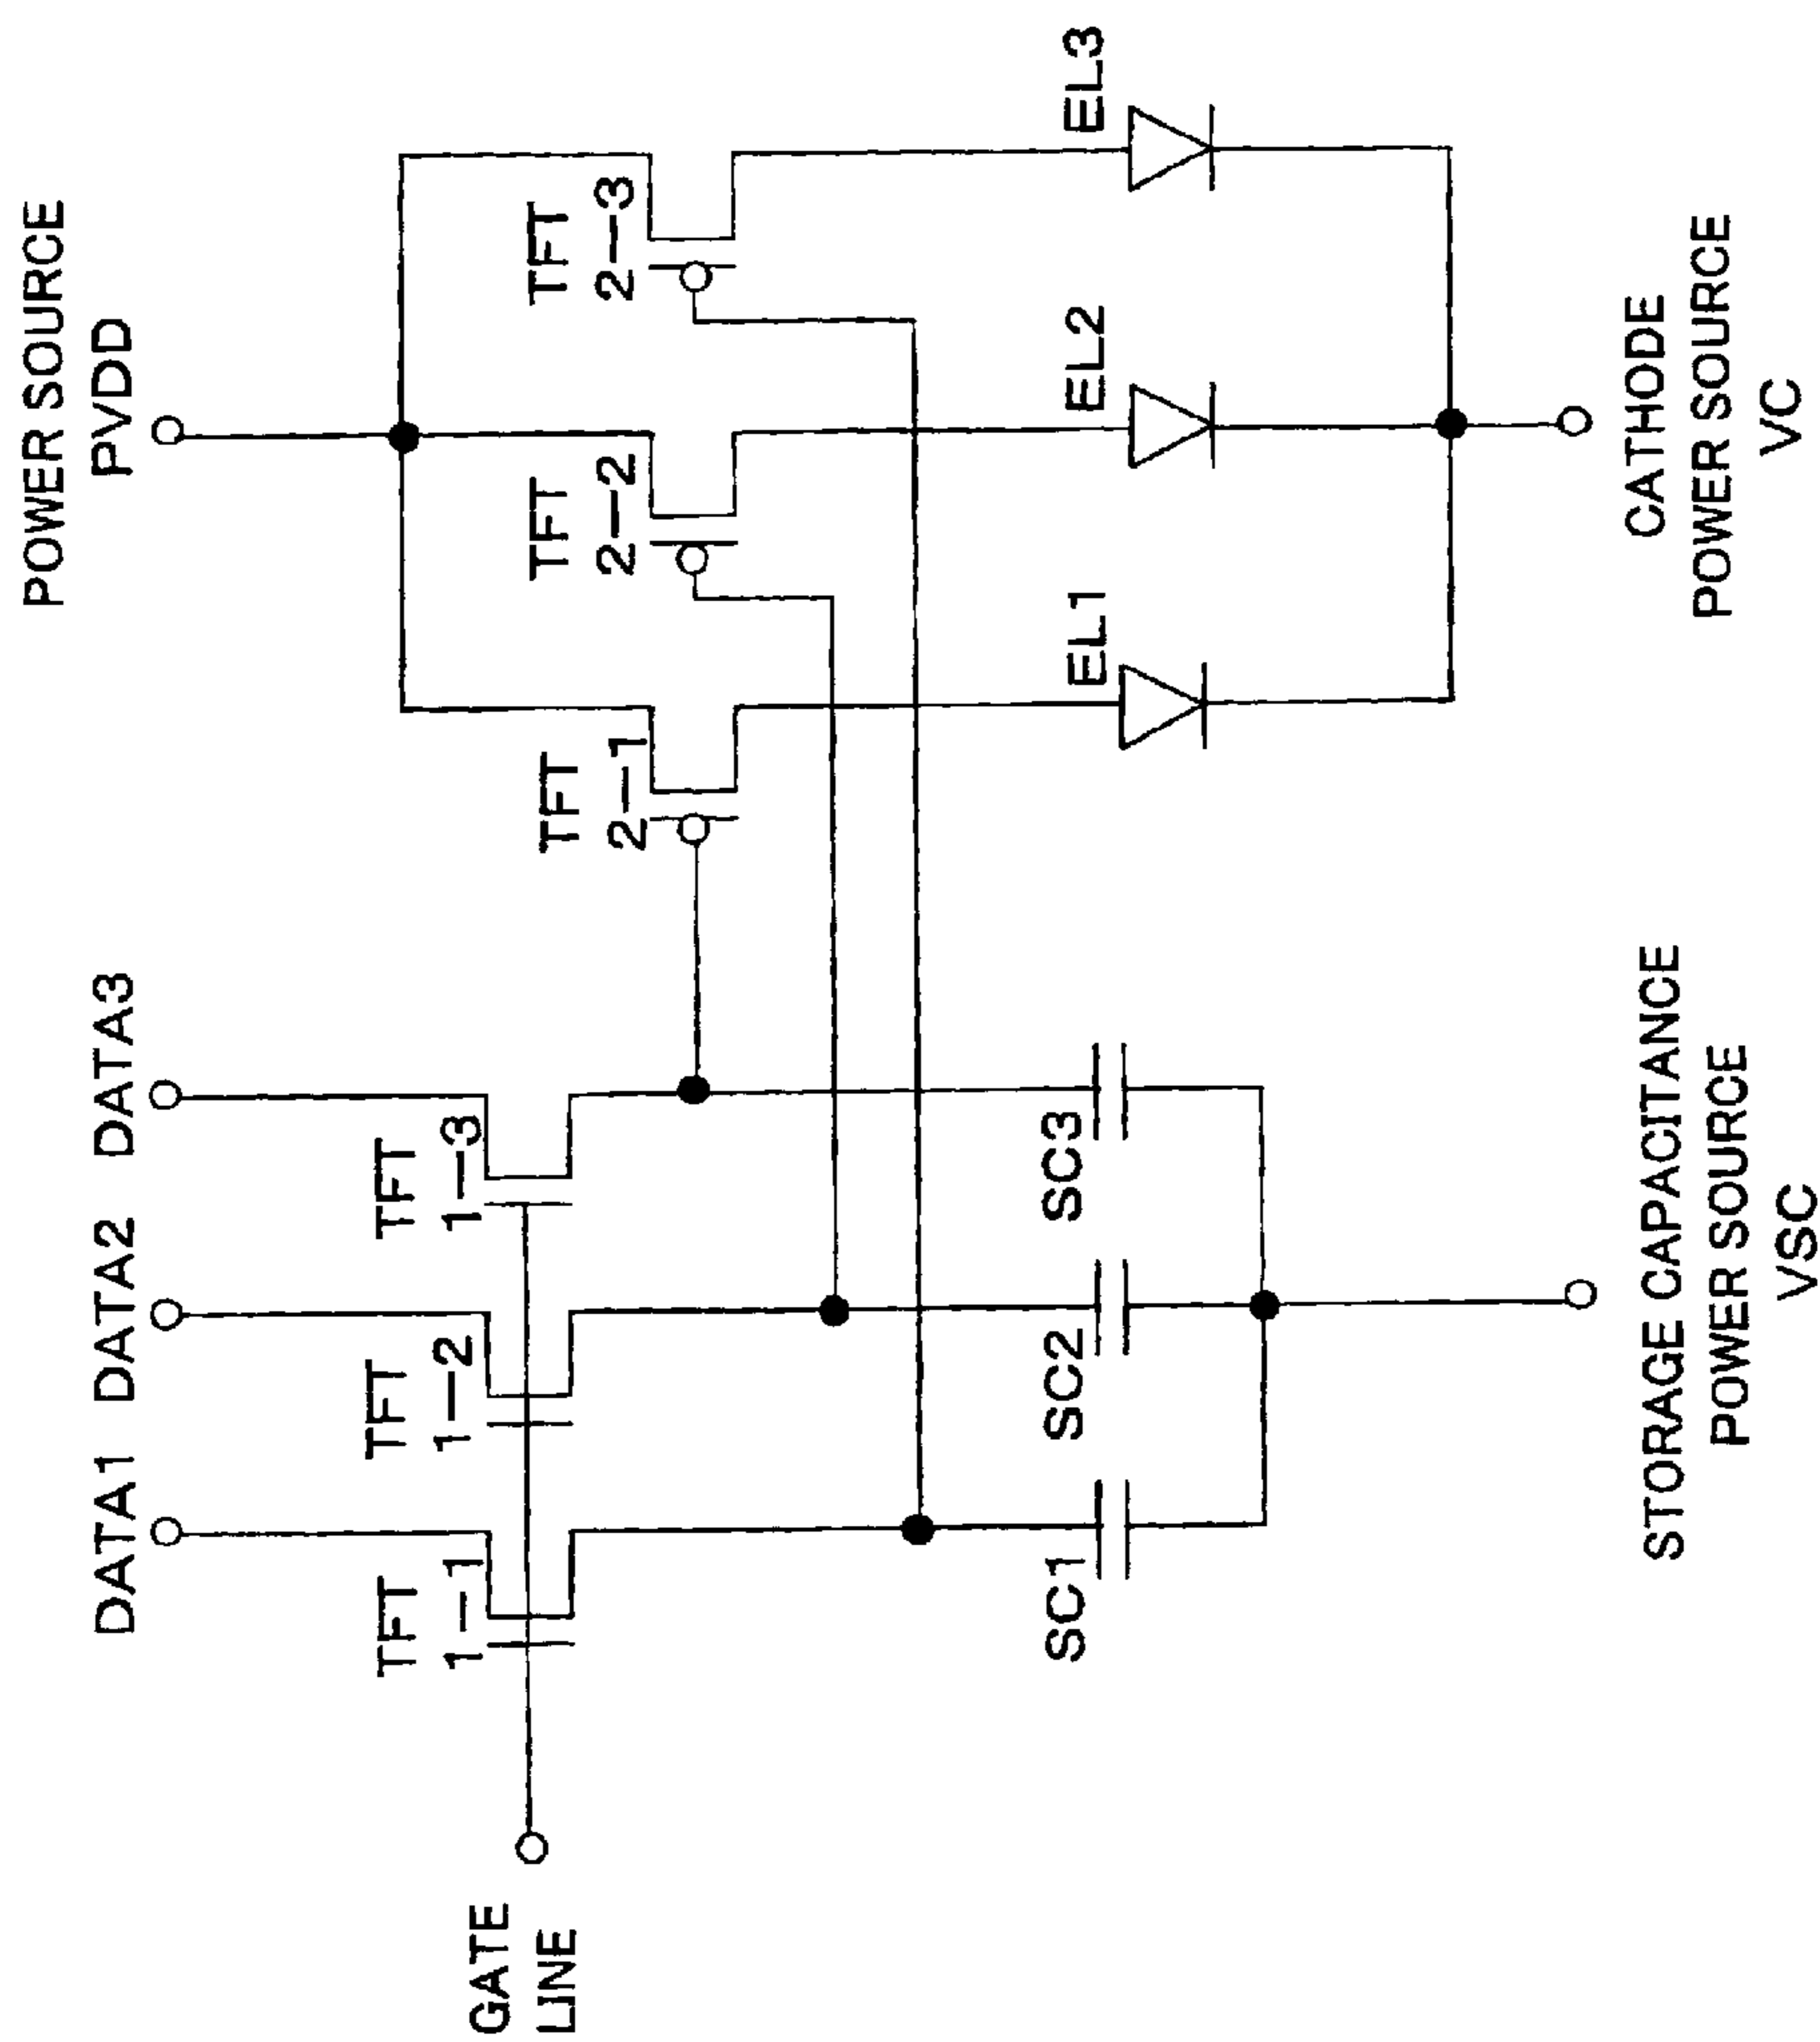 DATA1 DATA2 DATA3
POWER SOURCE
PVDD
TFT
1—1
TFT
1—2
TFT
1—3
TFT
2—1
TFT
2—2
TFT
2—3
GATE
LINE
SC1
SC2
SC3
EL1
EL2
EL3
STORAGE CAPACITANCE
POWER SOURCE
VSC
CATHODE
POWER SOURCE
VC